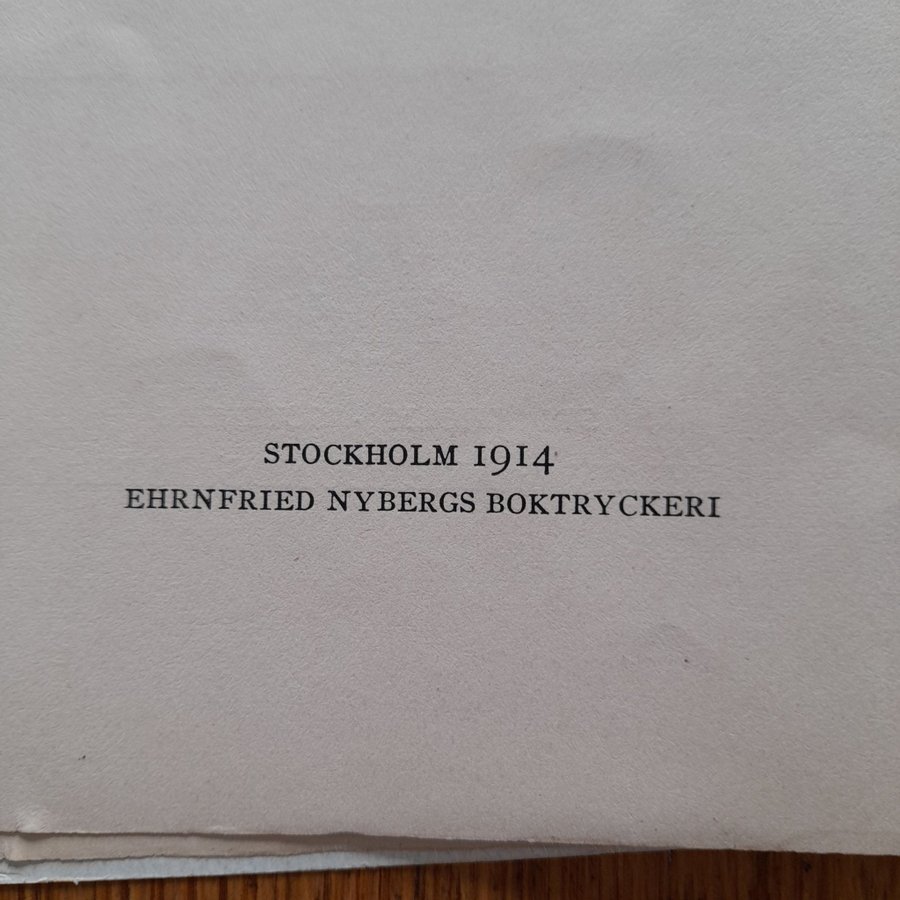 STOCKHOLM 1914
EHRNFRIED NYBERGS BOKTRYCKERI